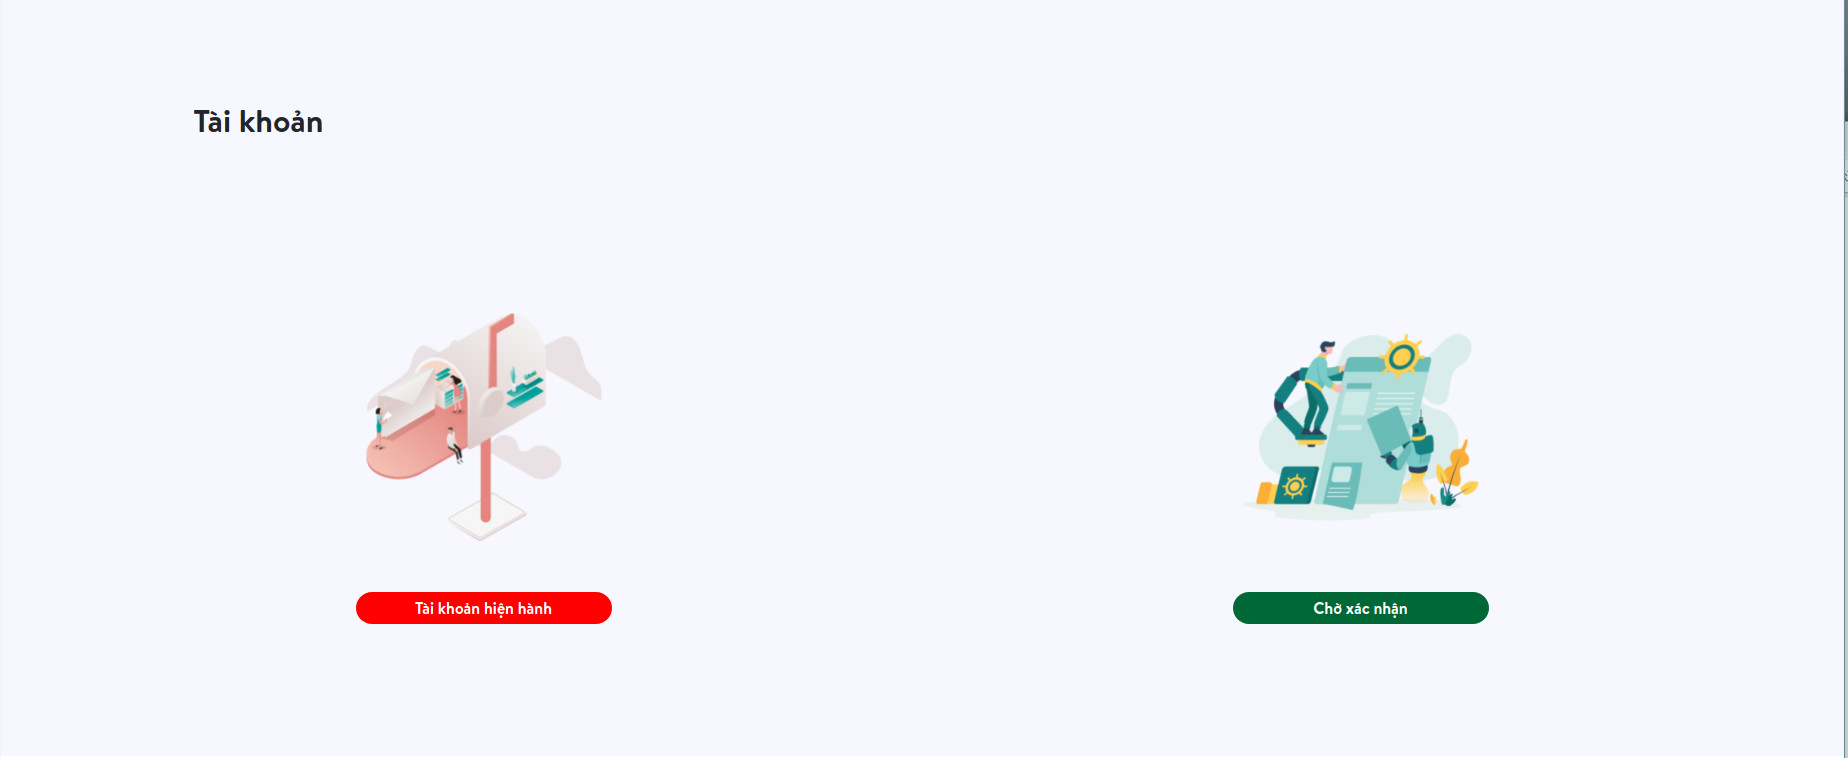 Tài khoản
Tài khoản hiện hành
Chờ xác nhận